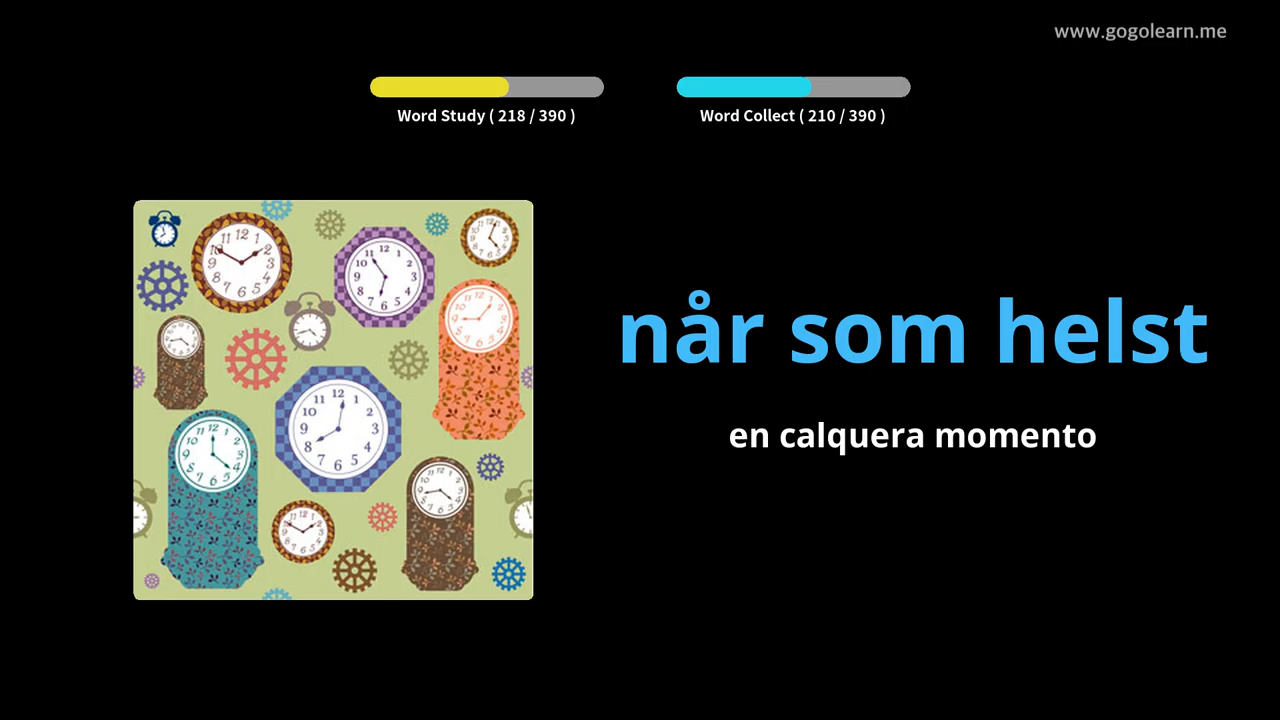 www.gogolearn.me
Word Study ( 218 / 390 )
Word Collect ( 210 / 390 )
når som helst
en calquera momento